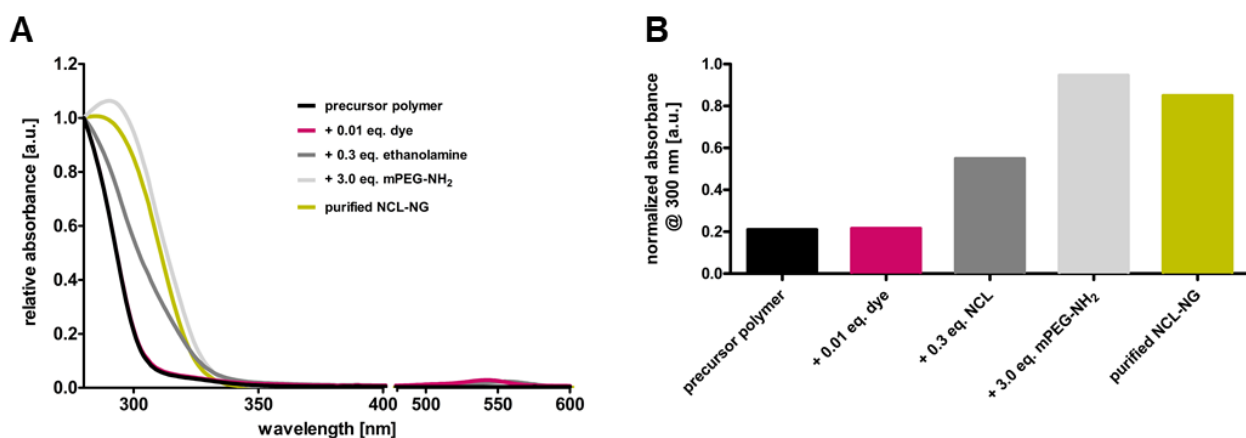 A
relative absorbance [a.u.]
1.2
1.0
0.8
0.6
0.4
0.2
0.0
300
350
400
500
550
600
wavelength [nm]
precursor polymer
+ 0.01 eq. dye
+ 0.3 eq. ethanolamine
+ 3.0 eq. mPEG-NH₂
purified NCL-NG
B
normalized absorbance
@ 300 nm [a.u.]
1.0
0.8
0.6
0.4
0.2
0.0
precursor polymer
+ 0.01 eq. dye
+ 0.3 eq. NCL
+ 3.0 eq. mPEG-NH₂
purified NCL-NG